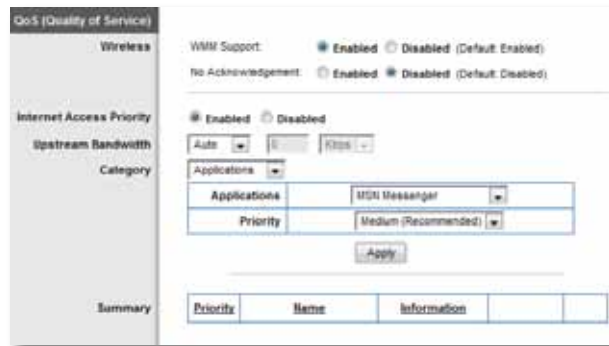 QoS (Quality of Service)
Wireless WMM Support: Enabled Disabled (Default: Enabled)
No Acknowledgement: Enabled Disabled (Default: Disabled)
Internet Access Priority Enabled Disabled
Upstream Bandwidth Auto 0 Kbps
Category Applications
Applications MSN Messenger
Priority Medium (Recommended)
Apply
Summary Priority Name Information